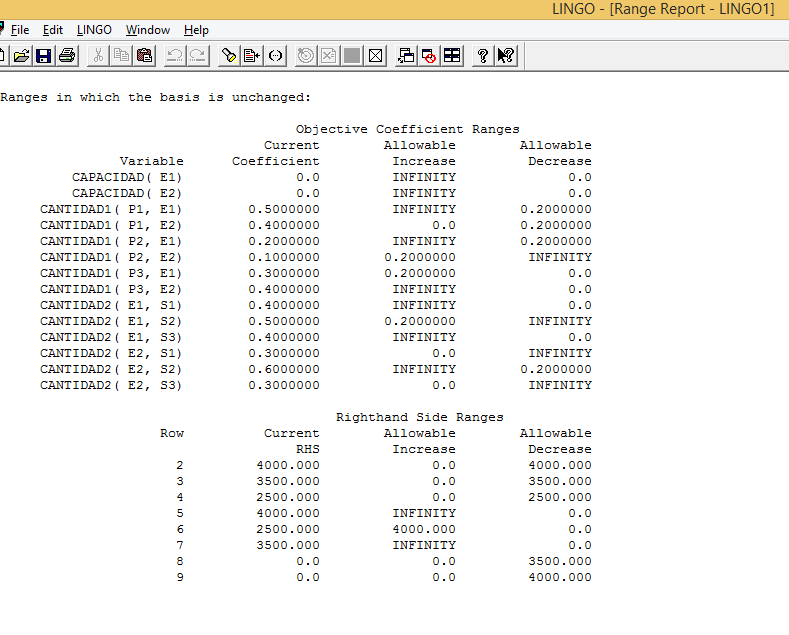 LINGO - [Range Report - LINGO1]
File Edit LINGO Window Help
Ranges in which the basis is unchanged:
Objective Coefficient Ranges
Current Allowable Allowable
Variable Coefficient Increase Decrease
CAPACIDAD( E1) 0.0 INFINITY 0.0
CAPACIDAD( E2) 0.0 INFINITY 0.0
CANTIDAD1( P1, E1) 0.5000000 INFINITY 0.2000000
CANTIDAD1( P1, E2) 0.4000000 0.0 0.2000000
CANTIDAD1( P2, E1) 0.2000000 INFINITY 0.2000000
CANTIDAD1( P2, E2) 0.1000000 0.2000000 INFINITY
CANTIDAD1( P3, E1) 0.3000000 0.2000000 0.0
CANTIDAD1( P3, E2) 0.4000000 INFINITY 0.0
CANTIDAD2( E1, S1) 0.4000000 INFINITY 0.0
CANTIDAD2( E1, S2) 0.5000000 0.2000000 INFINITY
CANTIDAD2( E1, S3) 0.4000000 INFINITY 0.0
CANTIDAD2( E2, S1) 0.3000000 0.0 INFINITY
CANTIDAD2( E2, S2) 0.6000000 INFINITY 0.2000000
CANTIDAD2( E2, S3) 0.3000000 0.0 INFINITY
Righthand Side Ranges
Row Current Allowable Allowable
RHS Increase Decrease
2 4000.000 0.0 4000.000
3 3500.000 0.0 3500.000
4 2500.000 0.0 2500.000
5 4000.000 INFINITY 0.0
6 2500.000 4000.000 0.0
7 3500.000 INFINITY 0.0
8 0.0 0.0 3500.000
9 0.0 0.0 4000.000